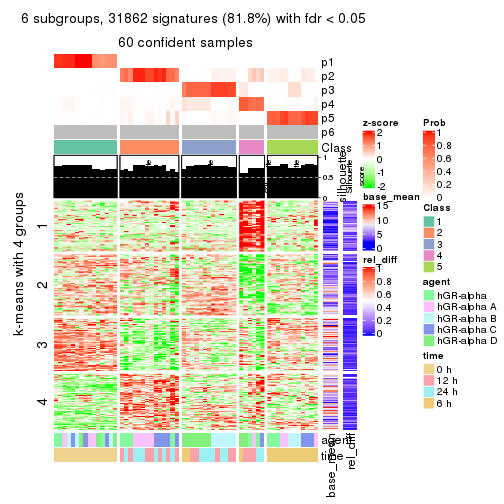 6 subgroups, 31862 signatures (81.8%) with fdr < 0.05
60 confident samples
k-means with 4 groups
1
2
3
4
p1
p2
p3
p4
p5
p6
Class
1
0.5
0
silhouette
score
agent
time
base_mean
rel_diff
z-score
2
1
0
-1
-2
base_mean
15
10
5
0
rel_diff
1
0.8
0.6
0.4
0.2
0
Prob
1
0.8
0.6
0.4
0.2
0
Class
1
2
3
4
5
agent
hGR-alpha
hGR-alpha A
hGR-alpha B
hGR-alpha C
hGR-alpha D
time
0 h
12 h
24 h
6 h